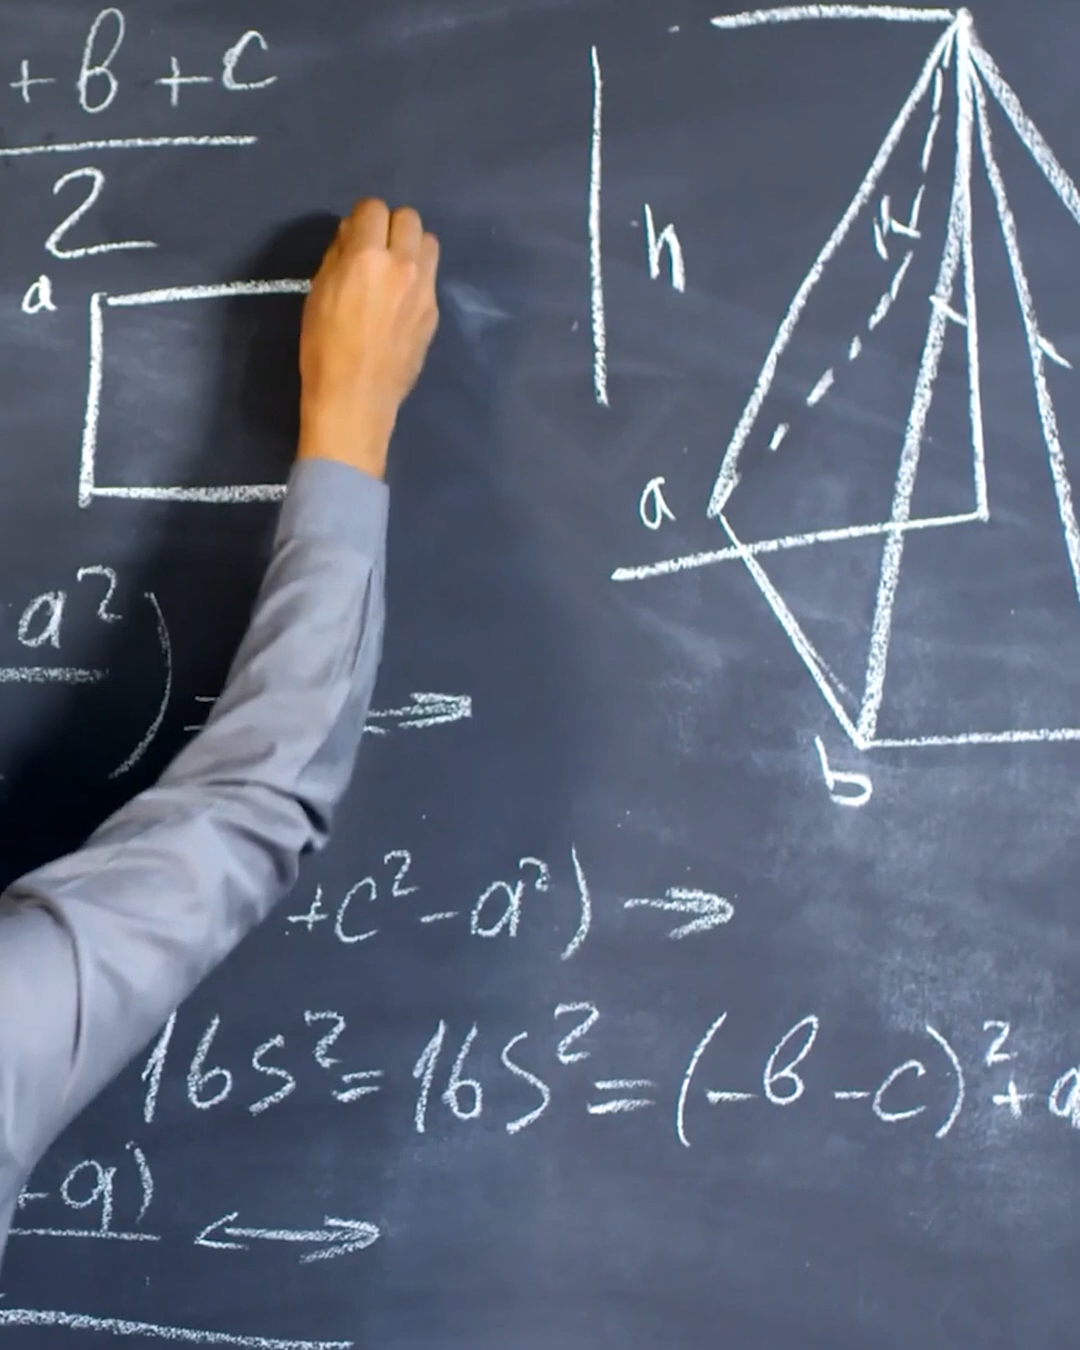 + b + c
2
a
h
H
a
a²)
=
b
+c²-a²) →
16S² = 16S² = (-b-c)²+a
+a)
↔